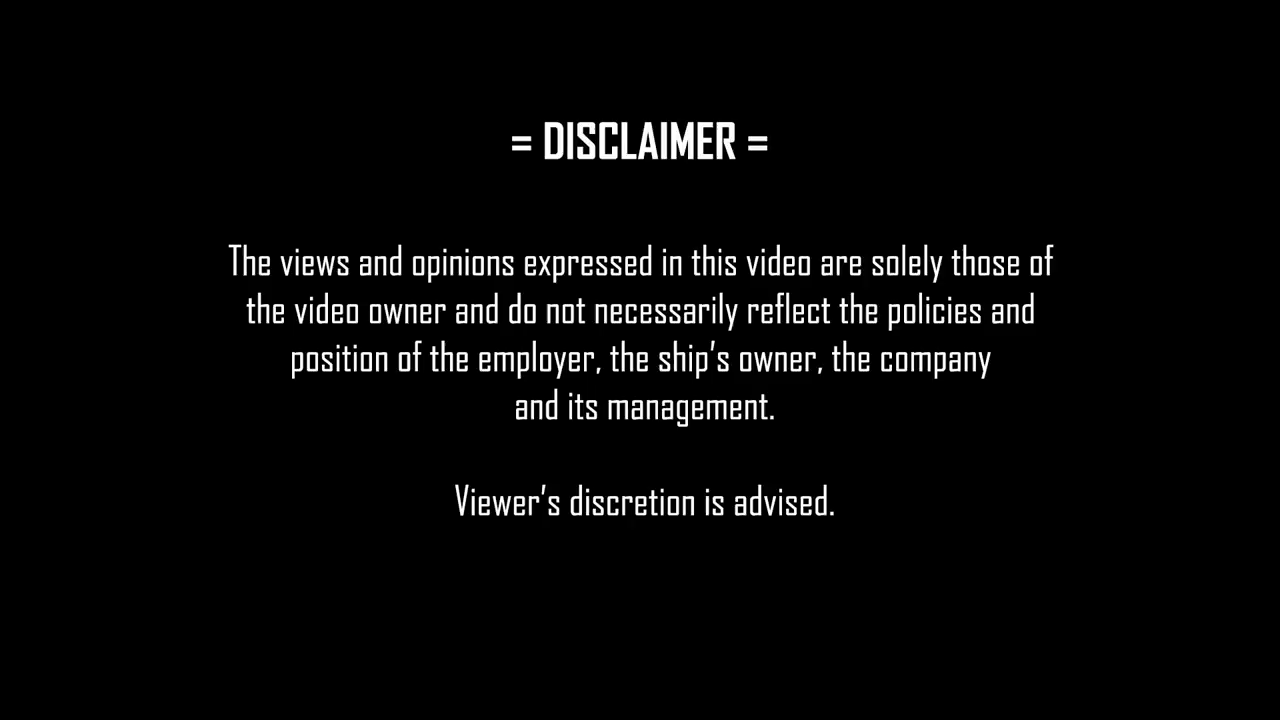 = DISCLAIMER =
The views and opinions expressed in this video are solely those of
the video owner and do not necessarily reflect the policies and
position of the employer, the ship's owner, the company
and its management.
Viewer's discretion is advised.